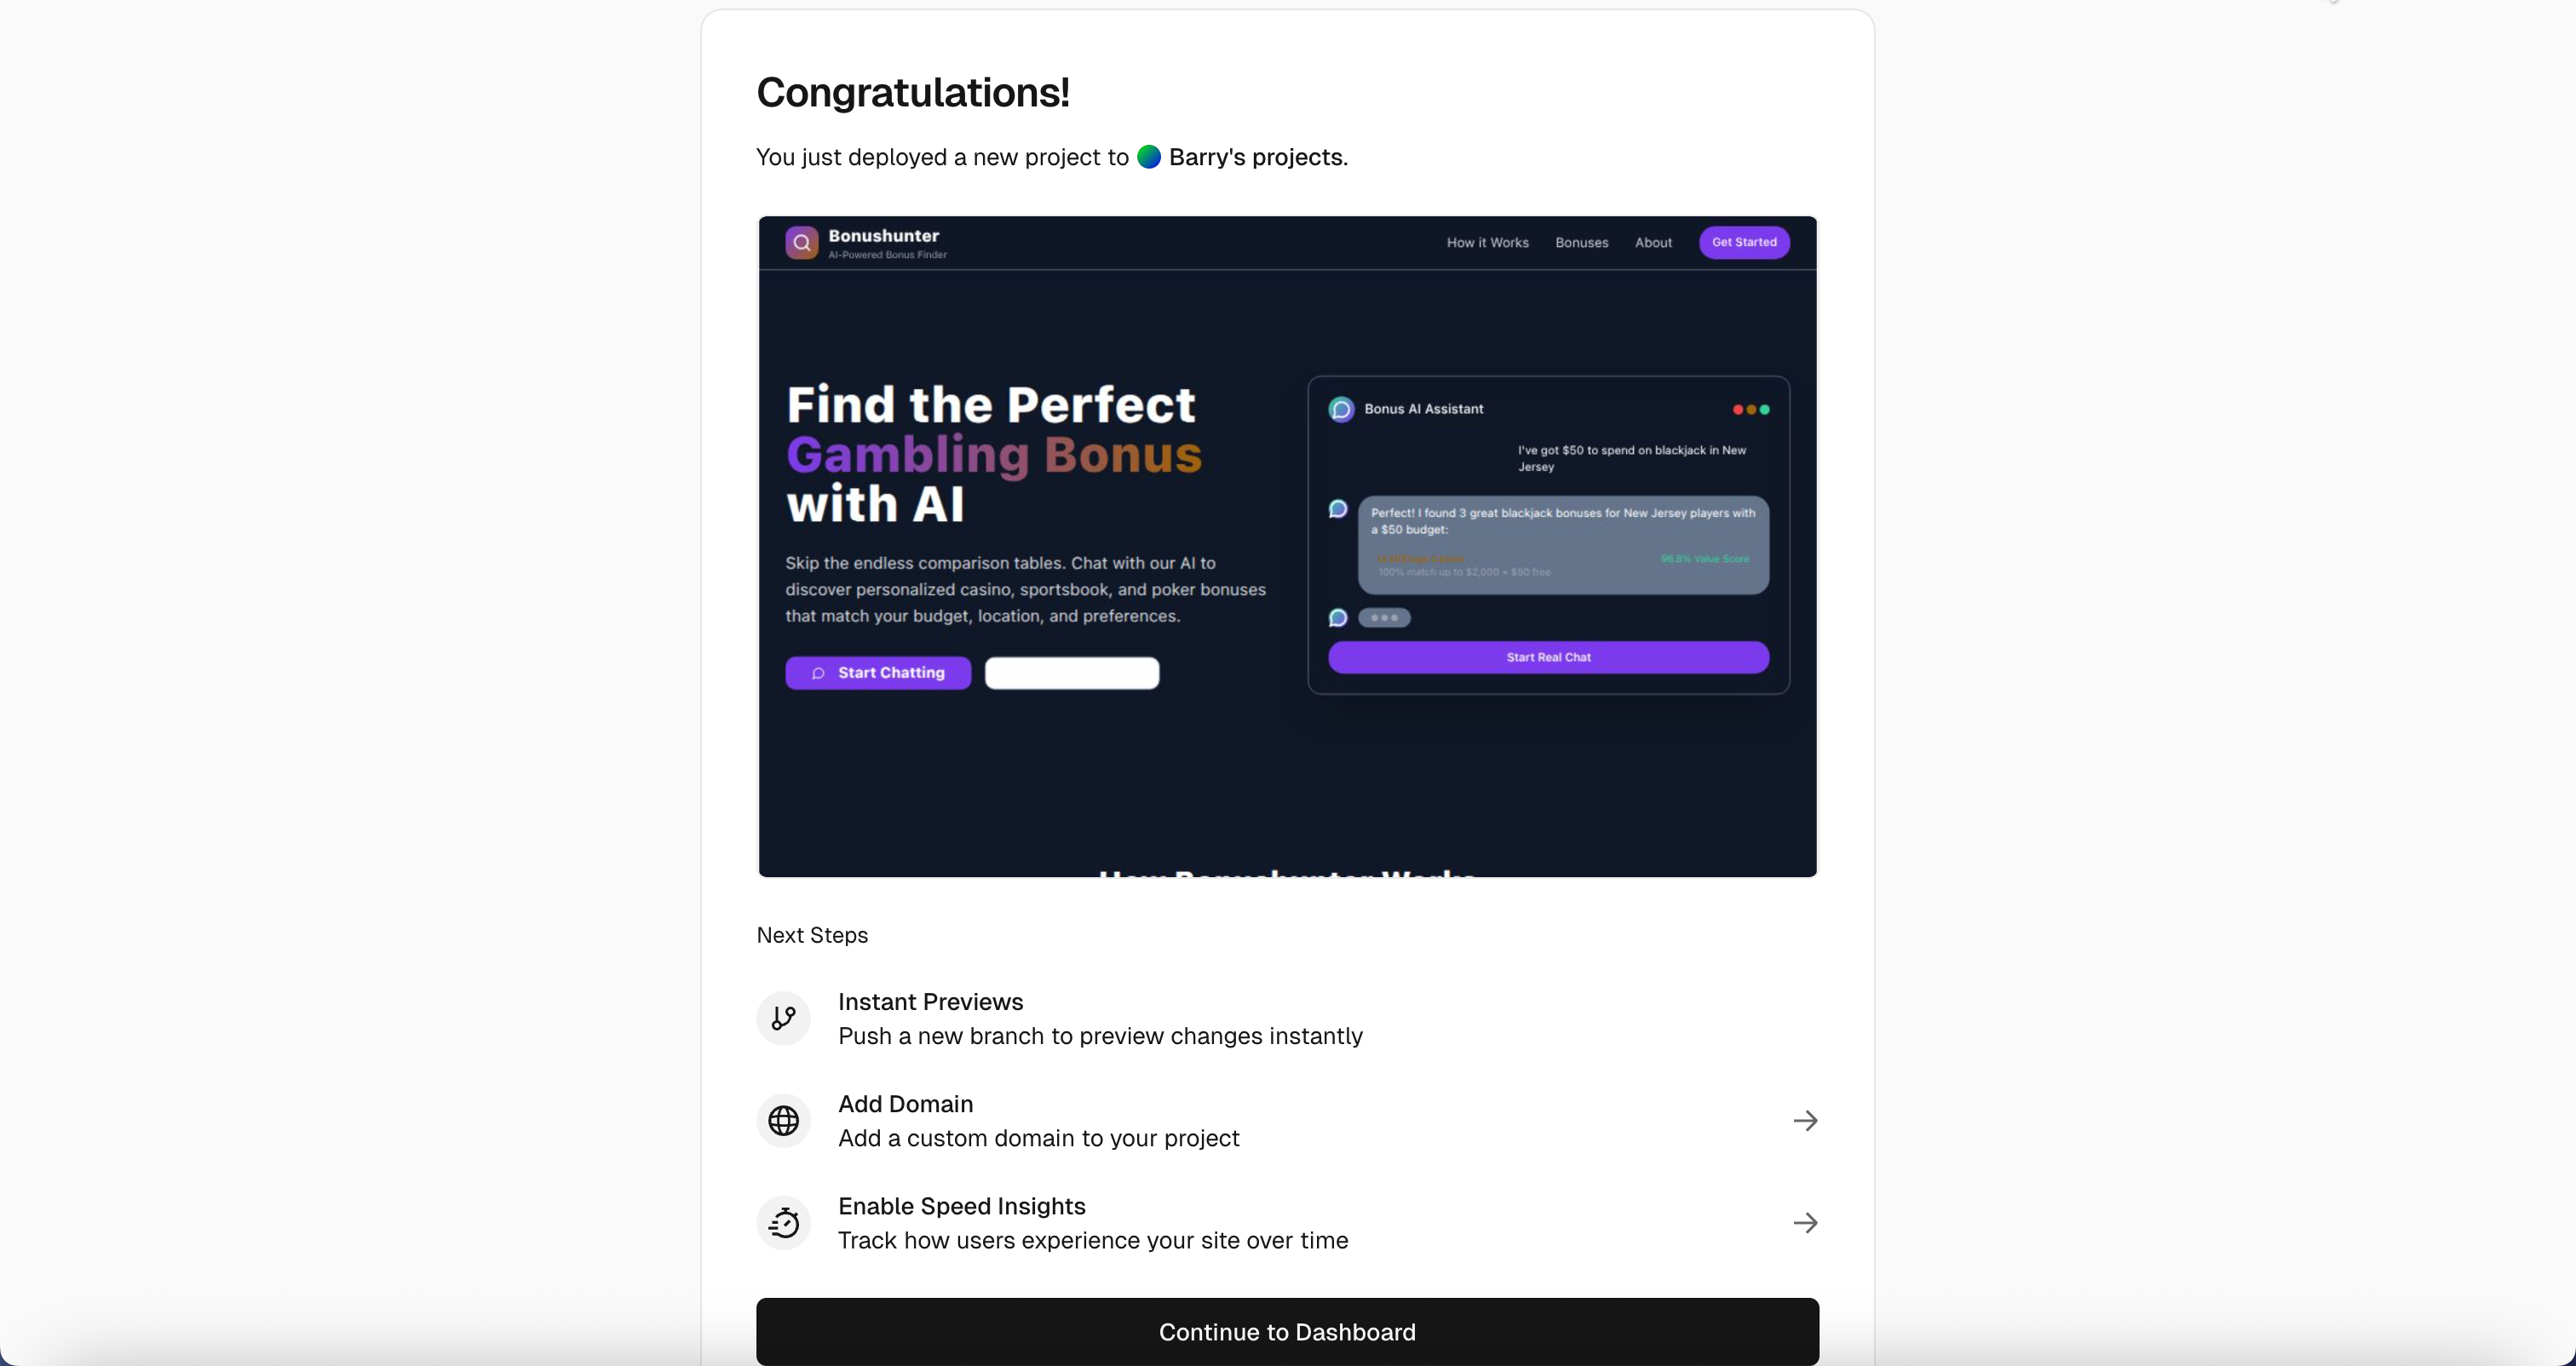 Congratulations!
You just deployed a new project to Barry's projects.
Bonushunter
AI-Powered Bonus Finder
How it Works
Bonuses
About
Get Started
Find the Perfect
Gambling Bonus
with AI
Skip the endless comparison tables. Chat with our AI to
discover personalized casino, sportsbook, and poker bonuses
that match your budget, location, and preferences.
Start Chatting
Bonus AI Assistant
I've got $50 to spend on blackjack in New
Jersey
Perfect! I found 3 great blackjack bonuses for New Jersey players with
a $50 budget:
98.8% Value Score
100% match up to $2,000 + $50 free
Start Real Chat
How Bonushunter Works
Next Steps
Instant Previews
Push a new branch to preview changes instantly
Add Domain
Add a custom domain to your project
Enable Speed Insights
Track how users experience your site over time
Continue to Dashboard